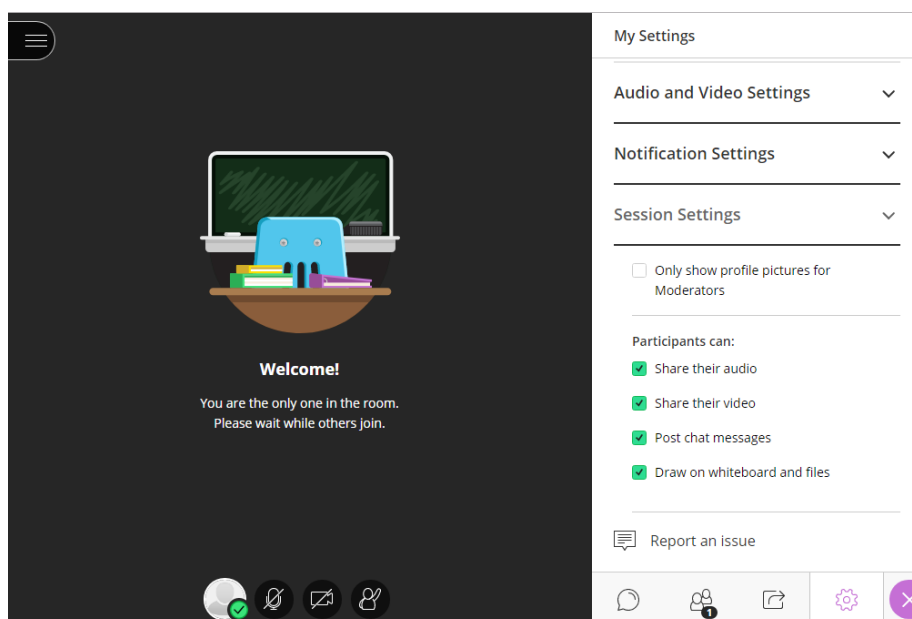 My Settings
Audio and Video Settings
Notification Settings
Session Settings
Only show profile pictures for
Moderators
Participants can:
Share their audio
Share their video
Post chat messages
Draw on whiteboard and files
Report an issue
Welcome!
You are the only one in the room.
Please wait while others join.
1